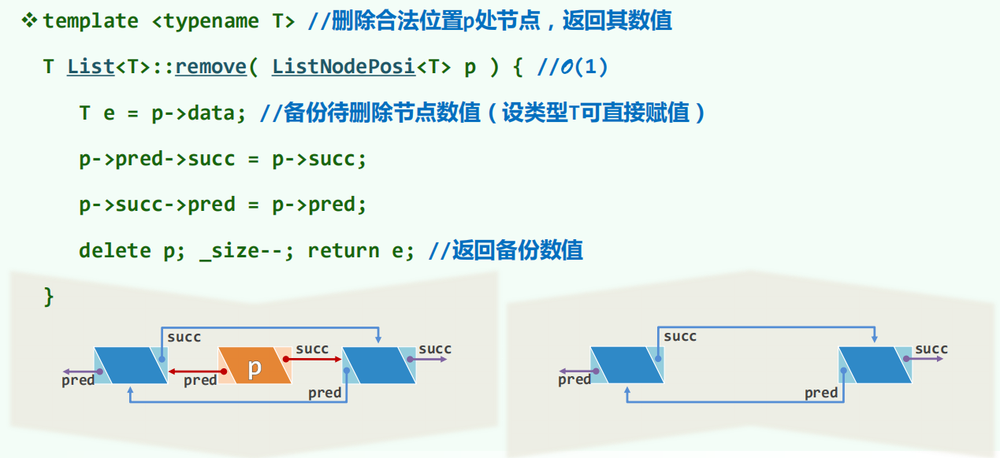 ❖ template <typename T> //删除合法位置p处节点，返回其数值
T List<T>::remove( ListNodePosi<T> p ) { //O(1)
T e = p->data; //备份待删除节点数值（设类型T可直接赋值）
p->pred->succ = p->succ;
p->succ->pred = p->pred;
delete p; _size--; return e; //返回备份数值
}
succ succ succ
p
pred pred pred
succ succ
pred pred